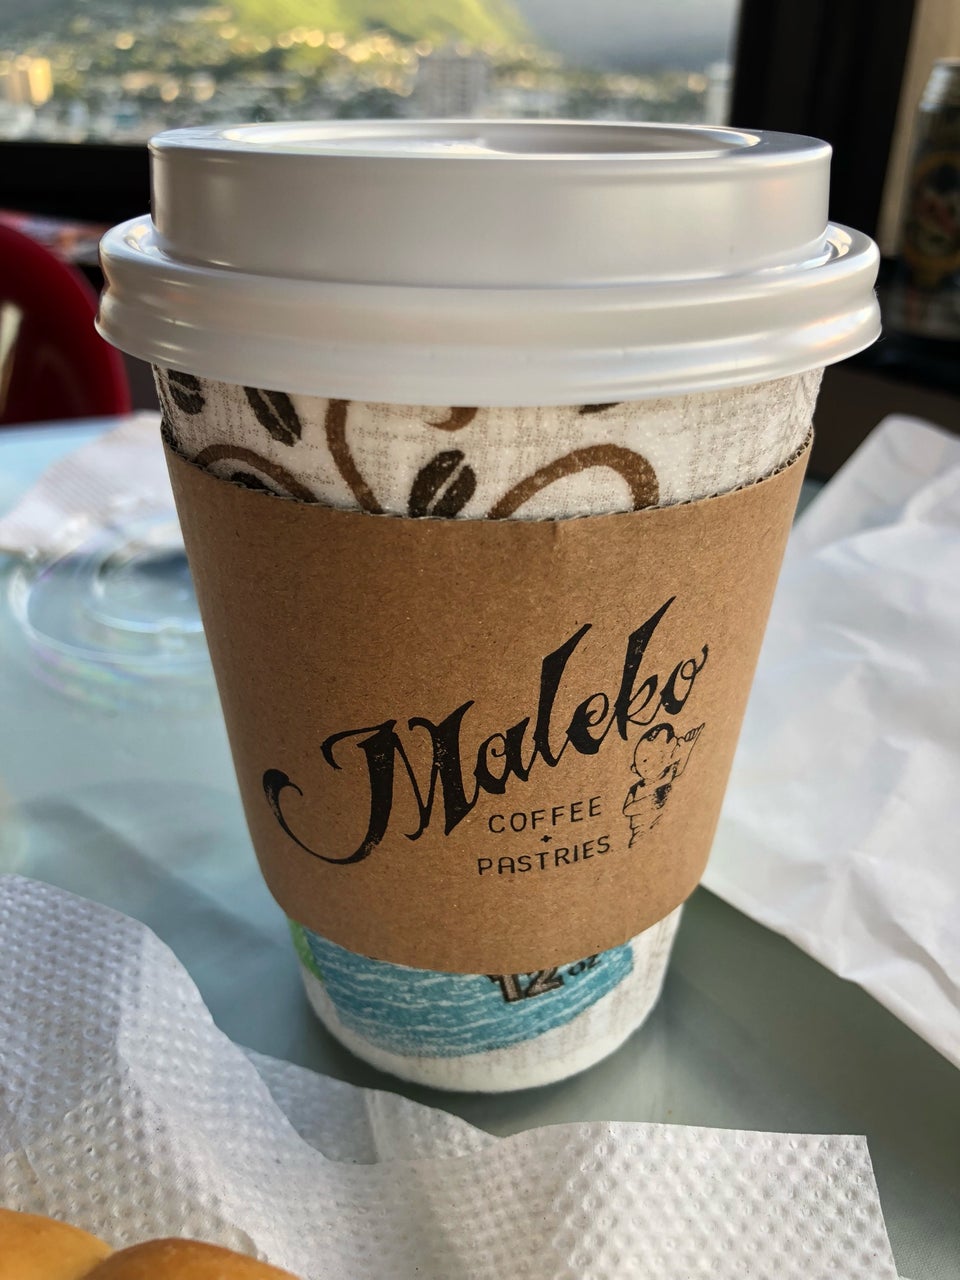 Maleko
COFFEE
+
PASTRIES
12 oz